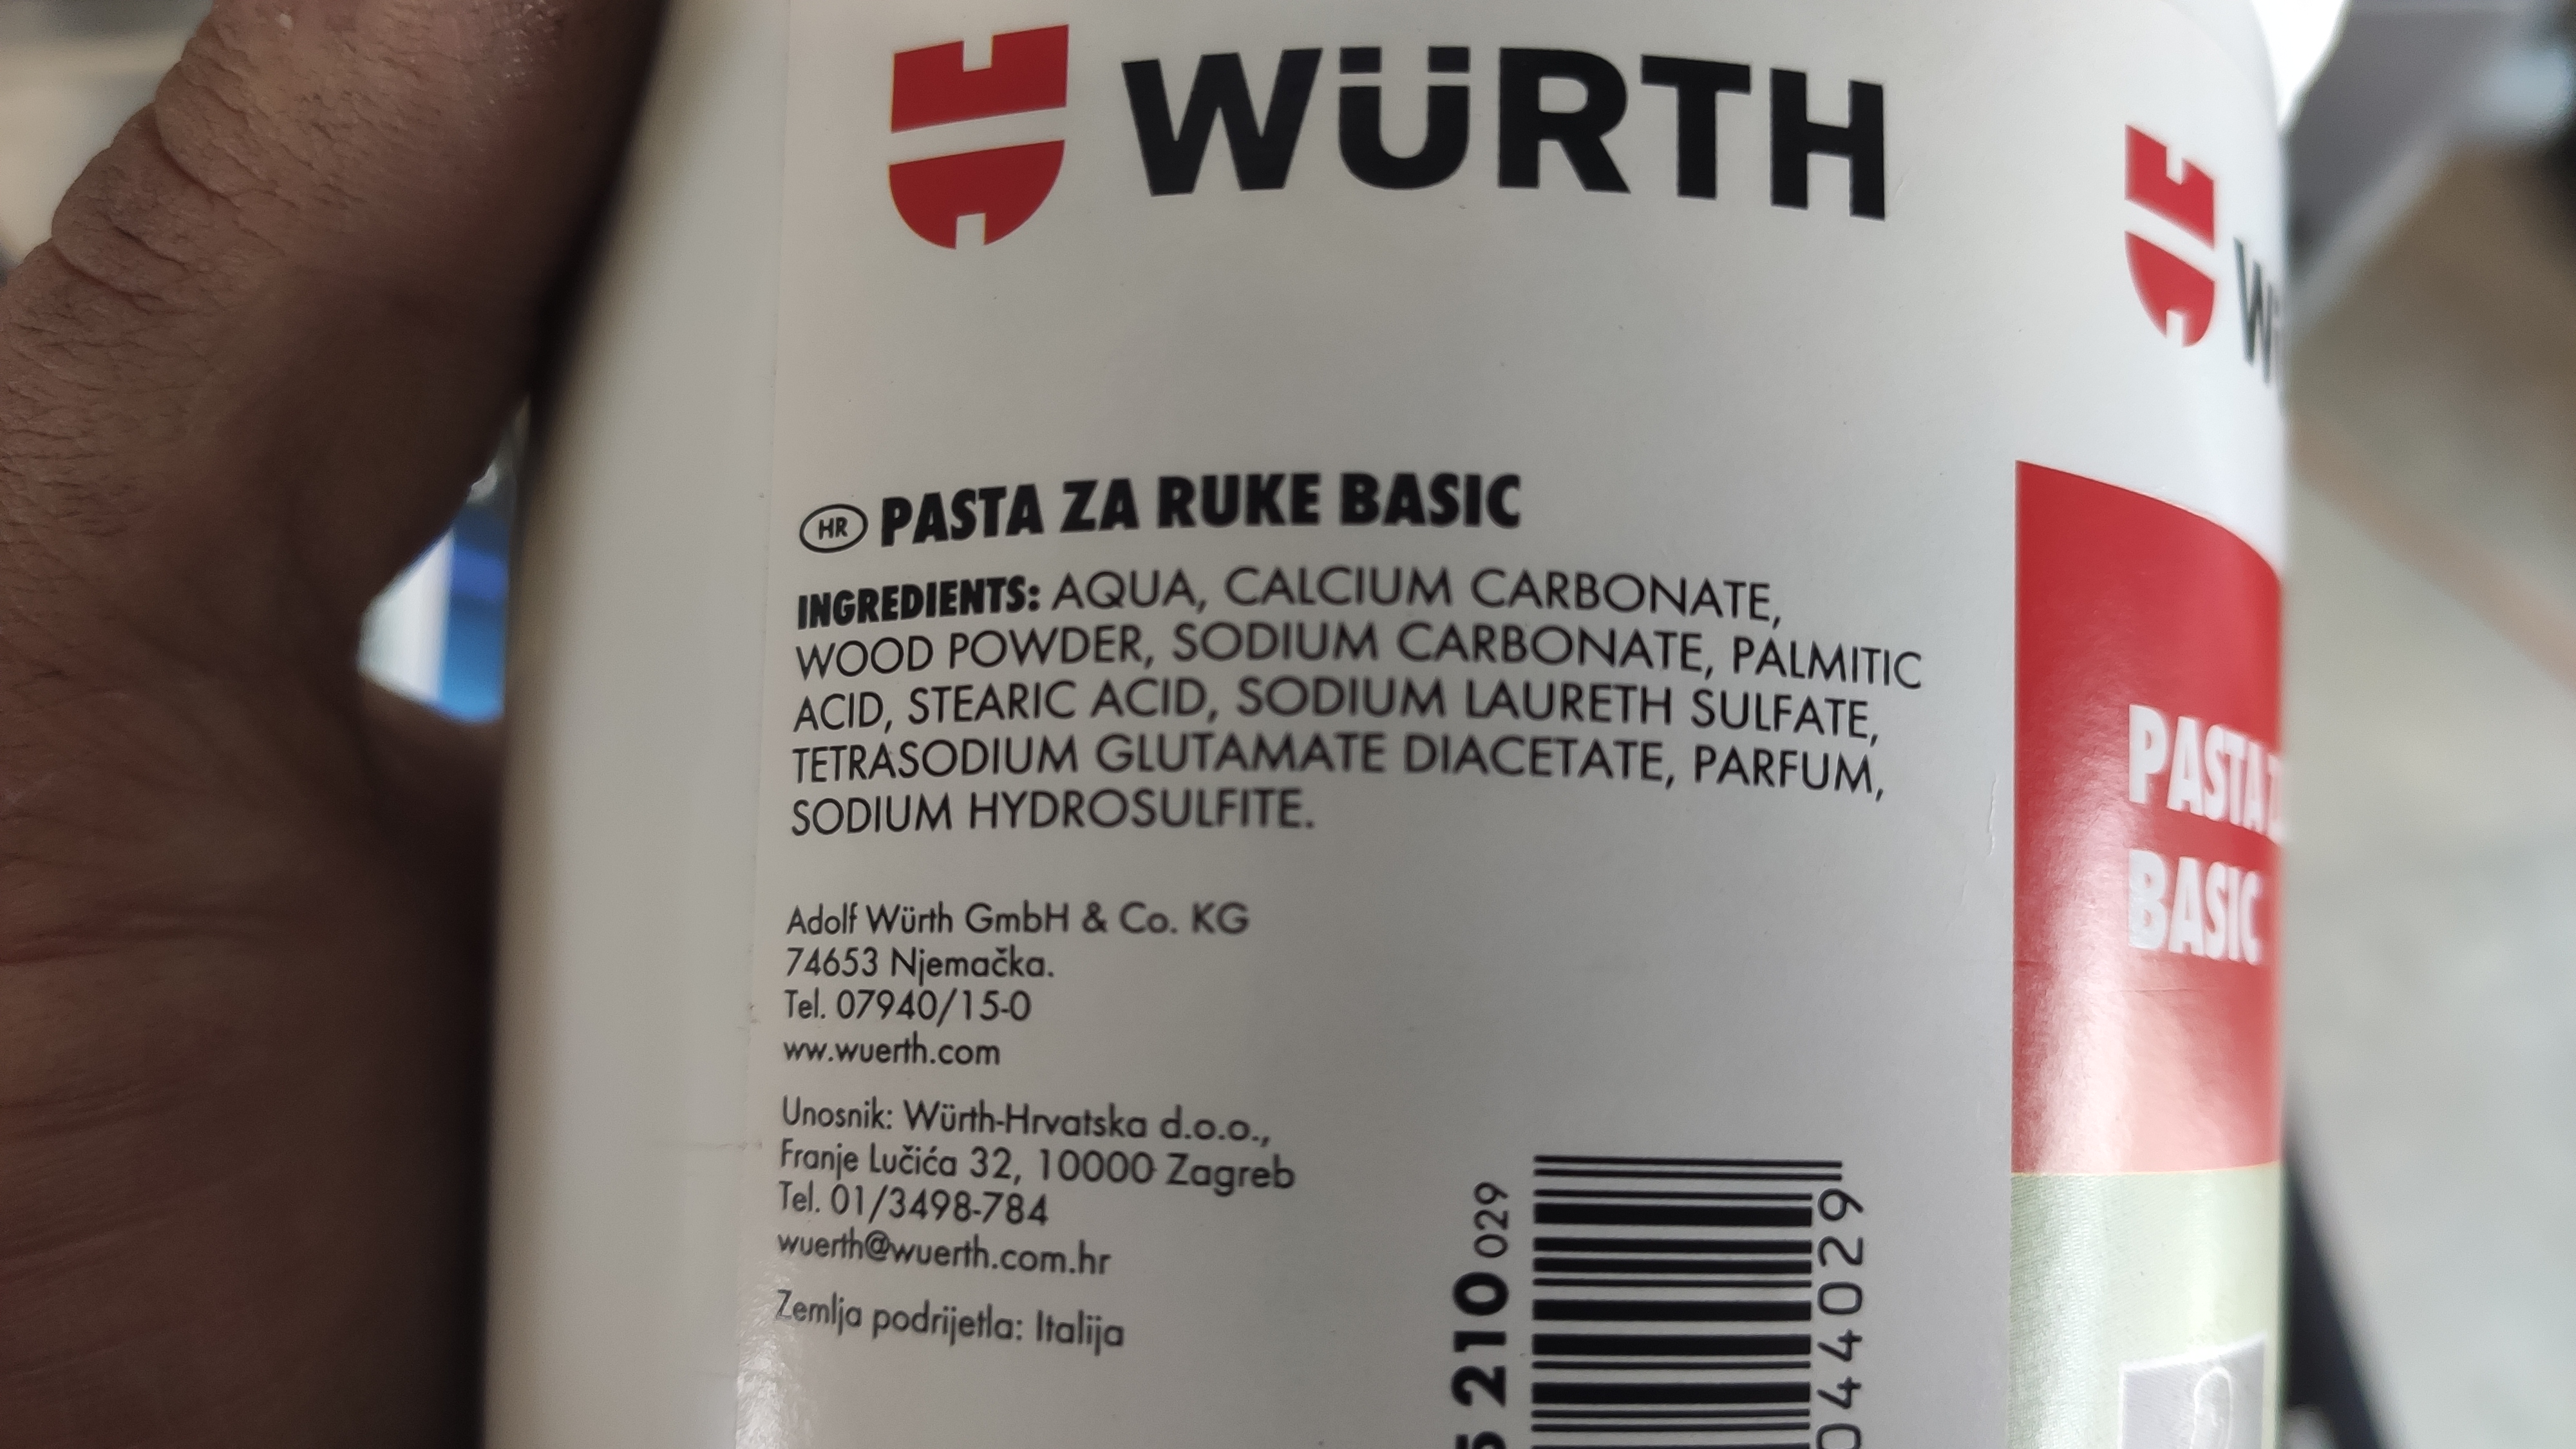 WÜRTH
HR PASTA ZA RUKE BASIC
INGREDIENTS: AQUA, CALCIUM CARBONATE,
WOOD POWDER, SODIUM CARBONATE, PALMITIC
ACID, STEARIC ACID, SODIUM LAURETH SULFATE,
TETRASODIUM GLUTAMATE DIACETATE, PARFUM,
SODIUM HYDROSULFITE.
Adolf Würth GmbH & Co. KG
74653 Njemačka.
Tel. 07940/15-0
ww.wuerth.com
Unosnik: Würth-Hrvatska d.o.o.,
Franje Lučića 32, 10000 Zagreb
Tel. 01/3498-784
wuerth@wuerth.com.hr
Zemlja podrijetla: Italija
210 029
044029
PASTA
BASIC